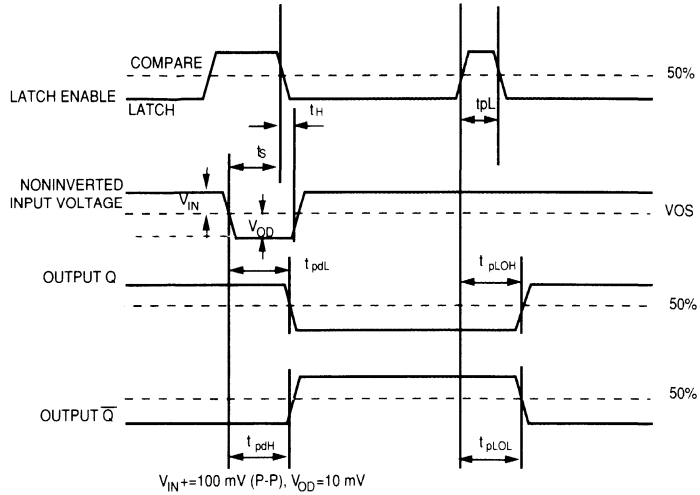 COMPARE
50%
LATCH ENABLE
LATCH
tpL
tH
tS
NONINVERTED
INPUT VOLTAGE
VIN
VOS
VOD
OUTPUT Q
tpdL
tpLOH
50%
50%
OUTPUT Q̅
tpdH
tpLOL
VIN+=100 mV (P-P), VOD=10 mV